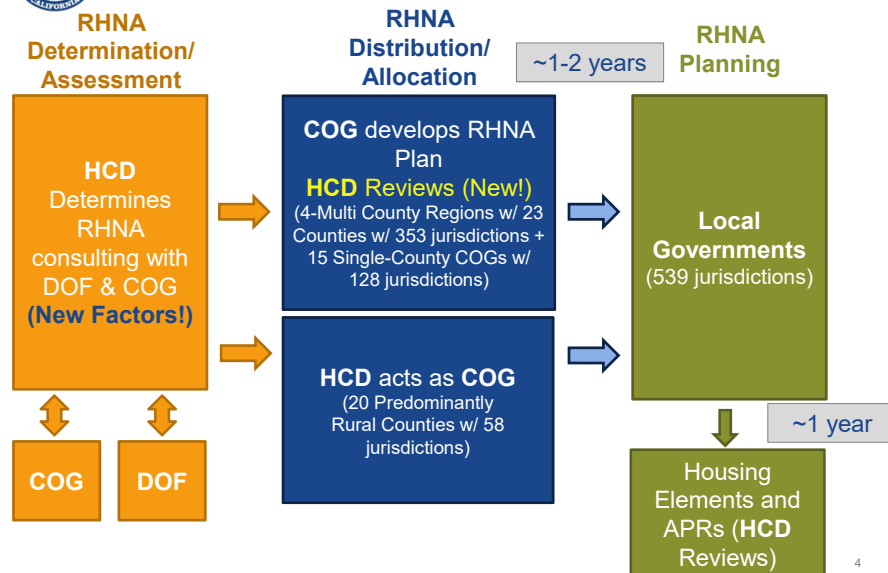 CALIFORNIA
RHNA
Determination/
Assessment
RHNA
Distribution/
Allocation
~1-2 years
RHNA
Planning
HCD
Determines
RHNA
consulting with
DOF & COG
(New Factors!)
COG
DOF
COG develops RHNA
Plan
HCD Reviews (New!)
(4-Multi County Regions w/ 23
Counties w/ 353 jurisdictions +
15 Single-County COGs w/
128 jurisdictions)
HCD acts as COG
(20 Predominantly
Rural Counties w/ 58
jurisdictions)
Local
Governments
(539 jurisdictions)
~1 year
Housing
Elements and
APRs (HCD
Reviews)
4